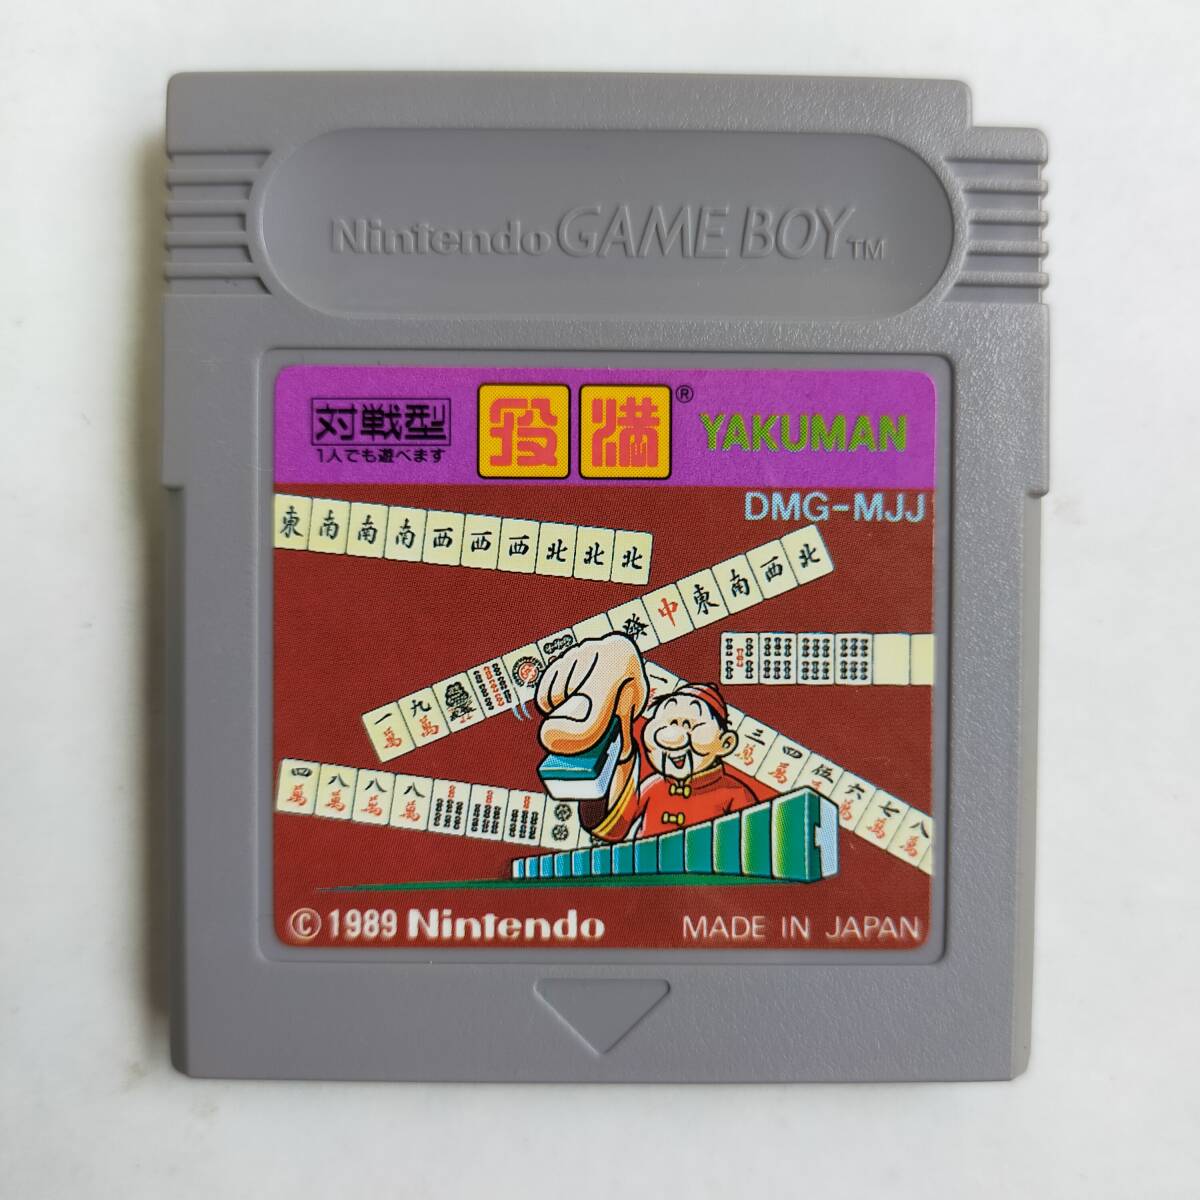 Nintendo GAME BOY TM
対戦型
1人でも遊べます
役満®
YAKUMAN
DMG-MJJ
東南南南西西西北北北
一萬 九萬 發中東南西北
三萬 四萬 伍萬 六萬 七萬 八萬
四萬 八萬 八萬 八萬
© 1989 Nintendo
MADE IN JAPAN